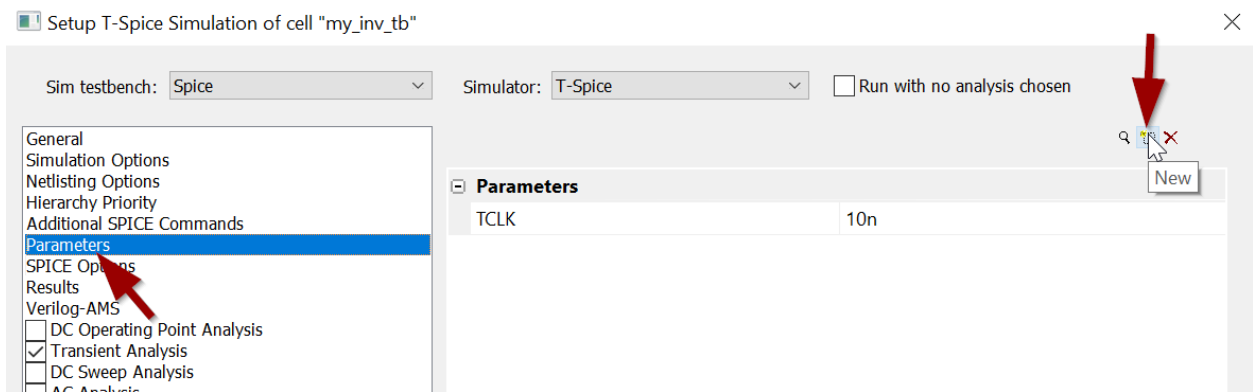 Setup T-Spice Simulation of cell "my_inv_tb"
Sim testbench: Spice Simulator: T-Spice Run with no analysis chosen
General
Simulation Options
Netlisting Options
Hierarchy Priority
Additional SPICE Commands
Parameters
SPICE Options
Results
Verilog-AMS
DC Operating Point Analysis
Transient Analysis
DC Sweep Analysis
AC Analysis
New
Parameters
TCLK 10n